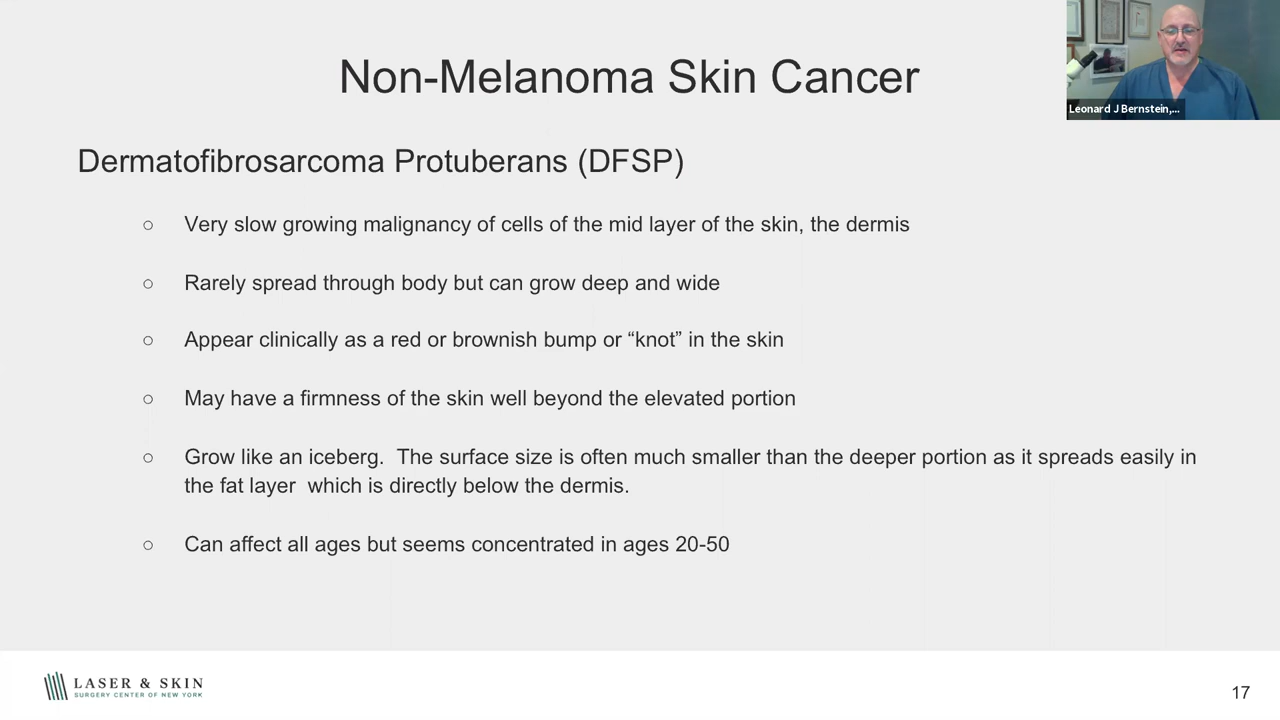 Non-Melanoma Skin Cancer
Leonard J Bernstein,...
Dermatofibrosarcoma Protuberans (DFSP)
○ Very slow growing malignancy of cells of the mid layer of the skin, the dermis
○ Rarely spread through body but can grow deep and wide
○ Appear clinically as a red or brownish bump or “knot” in the skin
○ May have a firmness of the skin well beyond the elevated portion
○ Grow like an iceberg.  The surface size is often much smaller than the deeper portion as it spreads easily in
the fat layer  which is directly below the dermis.
○ Can affect all ages but seems concentrated in ages 20-50
LASER & SKIN
SURGERY CENTER OF NEW YORK
17